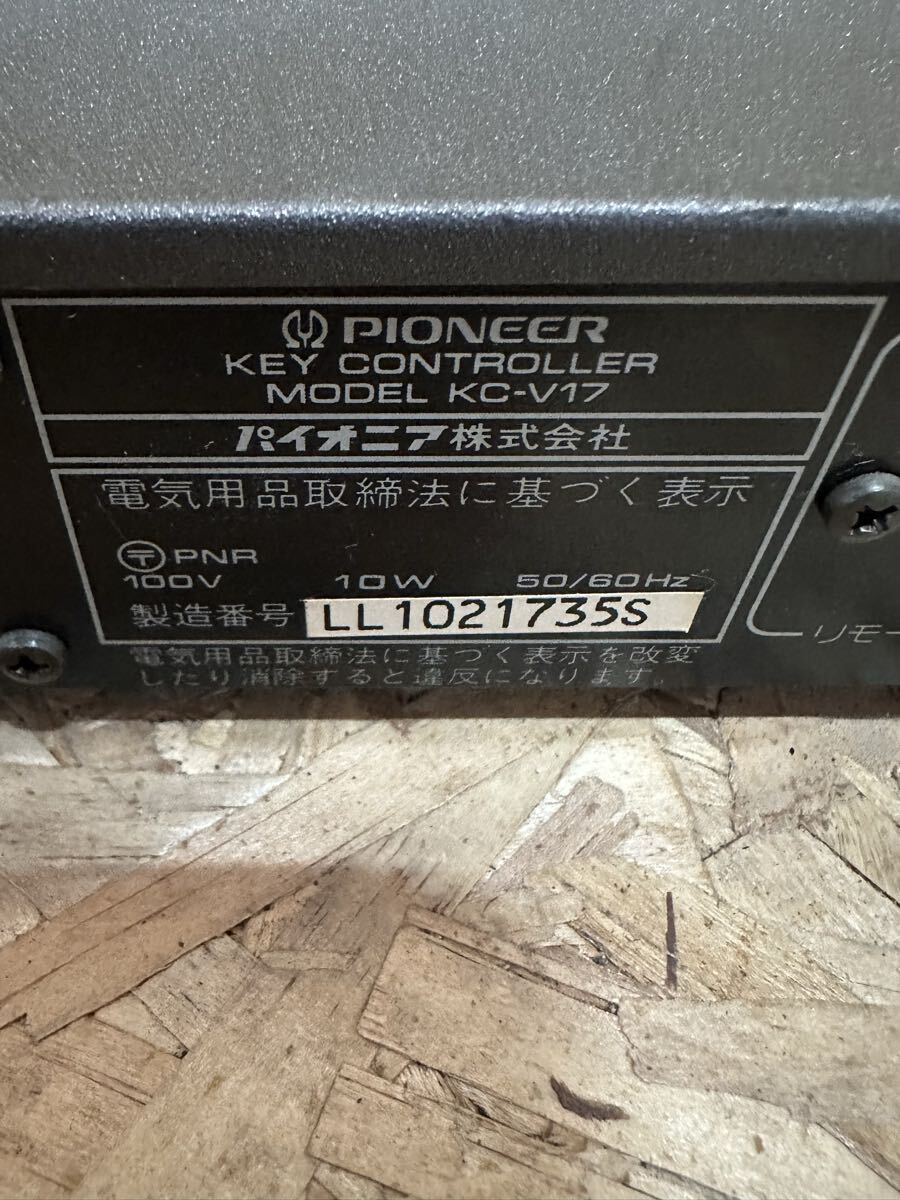 PIONEER
KEY CONTROLLER
MODEL KC-V17
パイオニア株式会社
電気用品取締法に基づく表示
〒 PNR
100V 10W 50/60Hz
製造番号 LL1021735S
電気用品取締法に基づく表示を改変
したり消除すると違反になります。
リモー